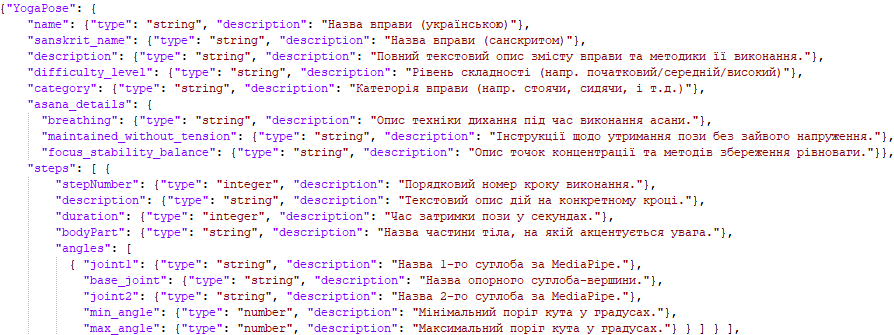 {"YogaPose": {
"name": {"type": "string", "description": "Назва вправи (українською)"},
"sanskrit_name": {"type": "string", "description": "Назва вправи (санскритом)"},
"description": {"type": "string", "description": "Повний текстовий опис змісту вправи та методики її виконання."},
"difficulty_level": {"type": "string", "description": "Рівень складності (напр. початковий/середній/високий)"},
"category": {"type": "string", "description": "Категорія вправи (напр. стоячи, сидячи, і т.д.)"},
"asana_details": {
"breathing": {"type": "string", "description": "Опис техніки дихання під час виконання асани."},
"maintained_without_tension": {"type": "string", "description": "Інструкції щодо утримання пози без зайвого напруження."},
"focus_stability_balance": {"type": "string", "description": "Опис точок концентрації та методів збереження рівноваги."}},
"steps": [ {
"stepNumber": {"type": "integer", "description": "Порядковий номер кроку виконання."},
"description": {"type": "string", "description": "Текстовий опис дій на конкретному кроці."},
"duration": {"type": "integer", "description": "Час затримки пози у секундах."},
"bodyPart": {"type": "string", "description": "Назва частини тіла, на якій акцентується увага."},
"angles": [
{ "joint1": {"type": "string", "description": "Назва 1-го суглоба за MediaPipe."},
"base_joint": {"type": "string", "description": "Назва опорного суглоба-вершини."},
"joint2": {"type": "string", "description": "Назва 2-го суглоба за MediaPipe."},
"min_angle": {"type": "number", "description": "Мінімальний поріг кута у градусах."},
"max_angle": {"type": "number", "description": "Максимальний поріг кута у градусах."} } ] } ],